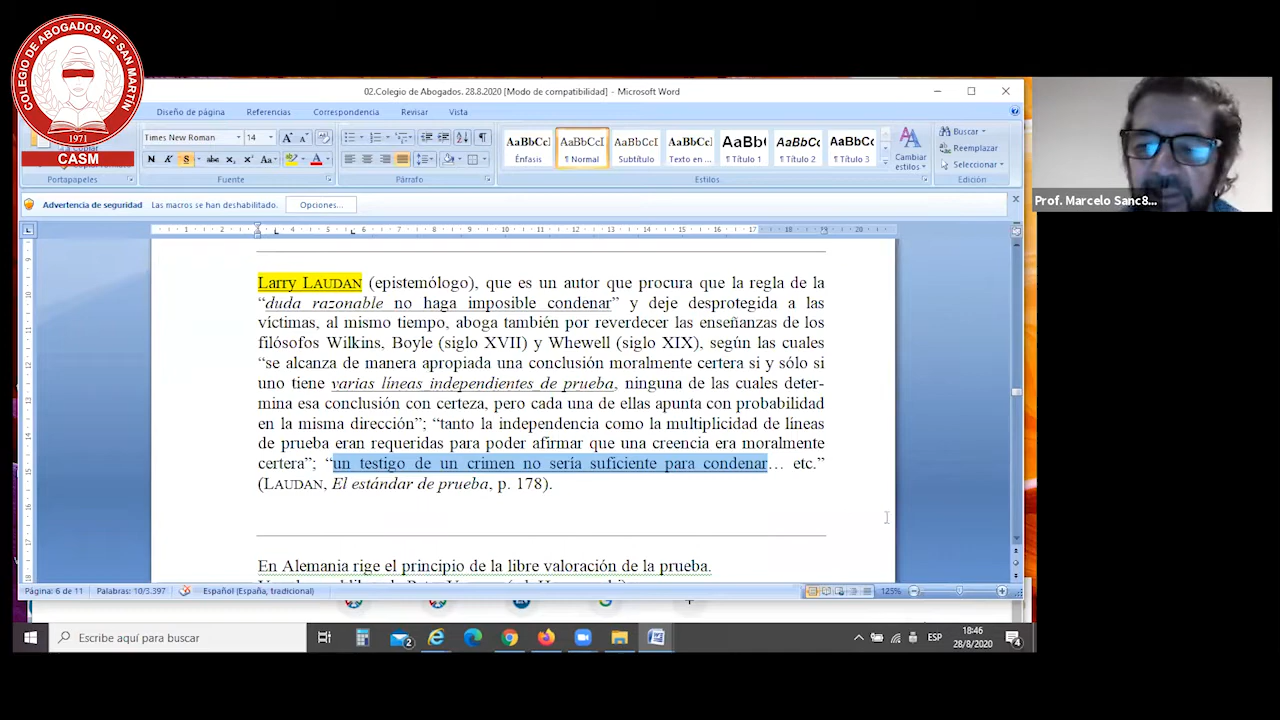 COLEGIO DE ABOGADOS DE SAN MARTÍN
1971
CASM
02.Colegio de Abogados. 28.8.2020 [Modo de compatibilidad] - Microsoft Word
Diseño de página Referencias Correspondencia Revisar Vista
Times New Roman 14
Copiar
Portapapeles Fuente Párrafo Estilos Edición
AaBbCc AaBbCcI AaBbCcI AaBbCc AaBb( AaBbCc AaBbCc
Énfasis ¶ Normal Subtítulo Texto en ... ¶ Título 1 ¶ Título 2 ¶ Título 3
Cambiar estilos
Buscar
Reemplazar
Seleccionar
Advertencia de seguridad Las macros se han deshabilitado. Opciones...
Prof. Marcelo Sanc8...
Larry LAUDAN (epistemólogo), que es un autor que procura que la regla de la
“duda razonable no haga imposible condenar” y deje desprotegida a las
víctimas, al mismo tiempo, aboga también por reverdecer las enseñanzas de los
filósofos Wilkins, Boyle (siglo XVII) y Whewell (siglo XIX), según las cuales
“se alcanza de manera apropiada una conclusión moralmente certera si y sólo si
uno tiene varias líneas independientes de prueba, ninguna de las cuales deter-
mina esa conclusión con certeza, pero cada una de ellas apunta con probabilidad
en la misma dirección”; “tanto la independencia como la multiplicidad de líneas
de prueba eran requeridas para poder afirmar que una creencia era moralmente
certera”; “un testigo de un crimen no sería suficiente para condenar… etc.”
(LAUDAN, El estándar de prueba, p. 178).
En Alemania rige el principio de la libre valoración de la prueba.
Página: 6 de 11 Palabras: 10/3.397 Español (España, tradicional) 125%
Escribe aquí para buscar
ESP
18:46
28/8/2020